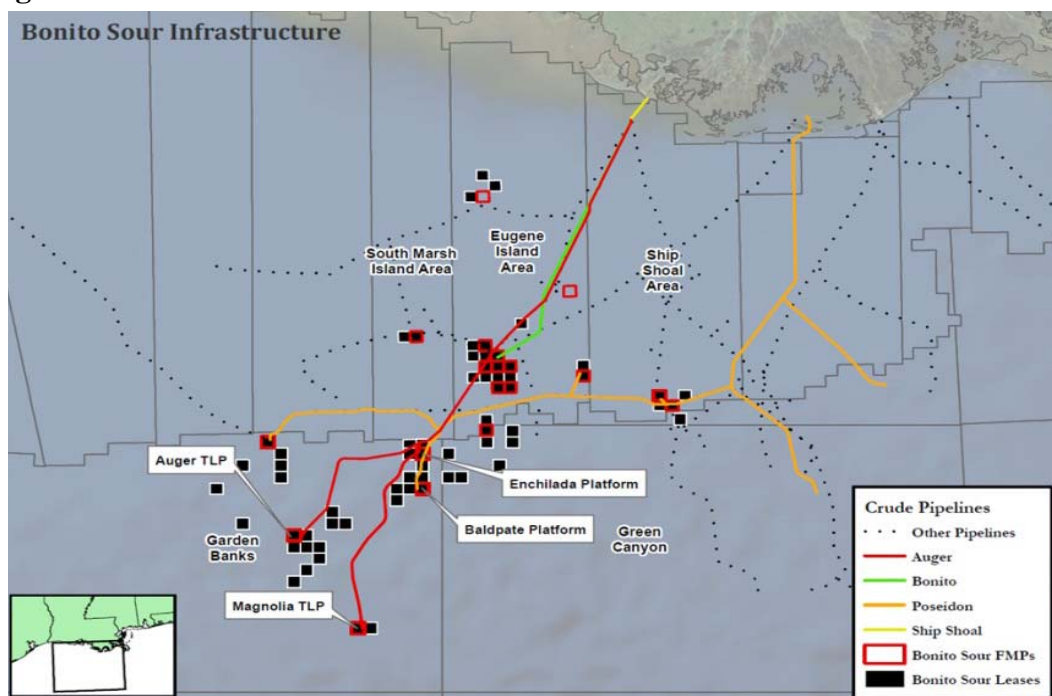 Bonito Sour Infrastructure
South Marsh
Island Area
Eugene
Island
Area
Ship
Shoal
Area
Auger TLP
Enchilada Platform
Baldpate Platform
Garden
Banks
Green
Canyon
Magnolia TLP
Crude Pipelines
Other Pipelines
Auger
Bonito
Poseidon
Ship Shoal
Bonito Sour FMPs
Bonito Sour Leases